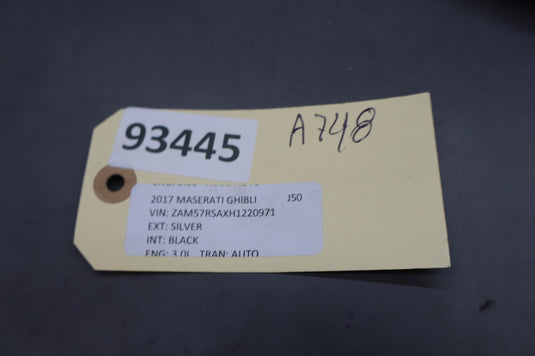 93445
A748
2017 MASERATI GHIBLI J50
VIN: ZAM57RSAXH1220971
EXT: SILVER
INT: BLACK
ENG: 3.0L TRAN: AUTO